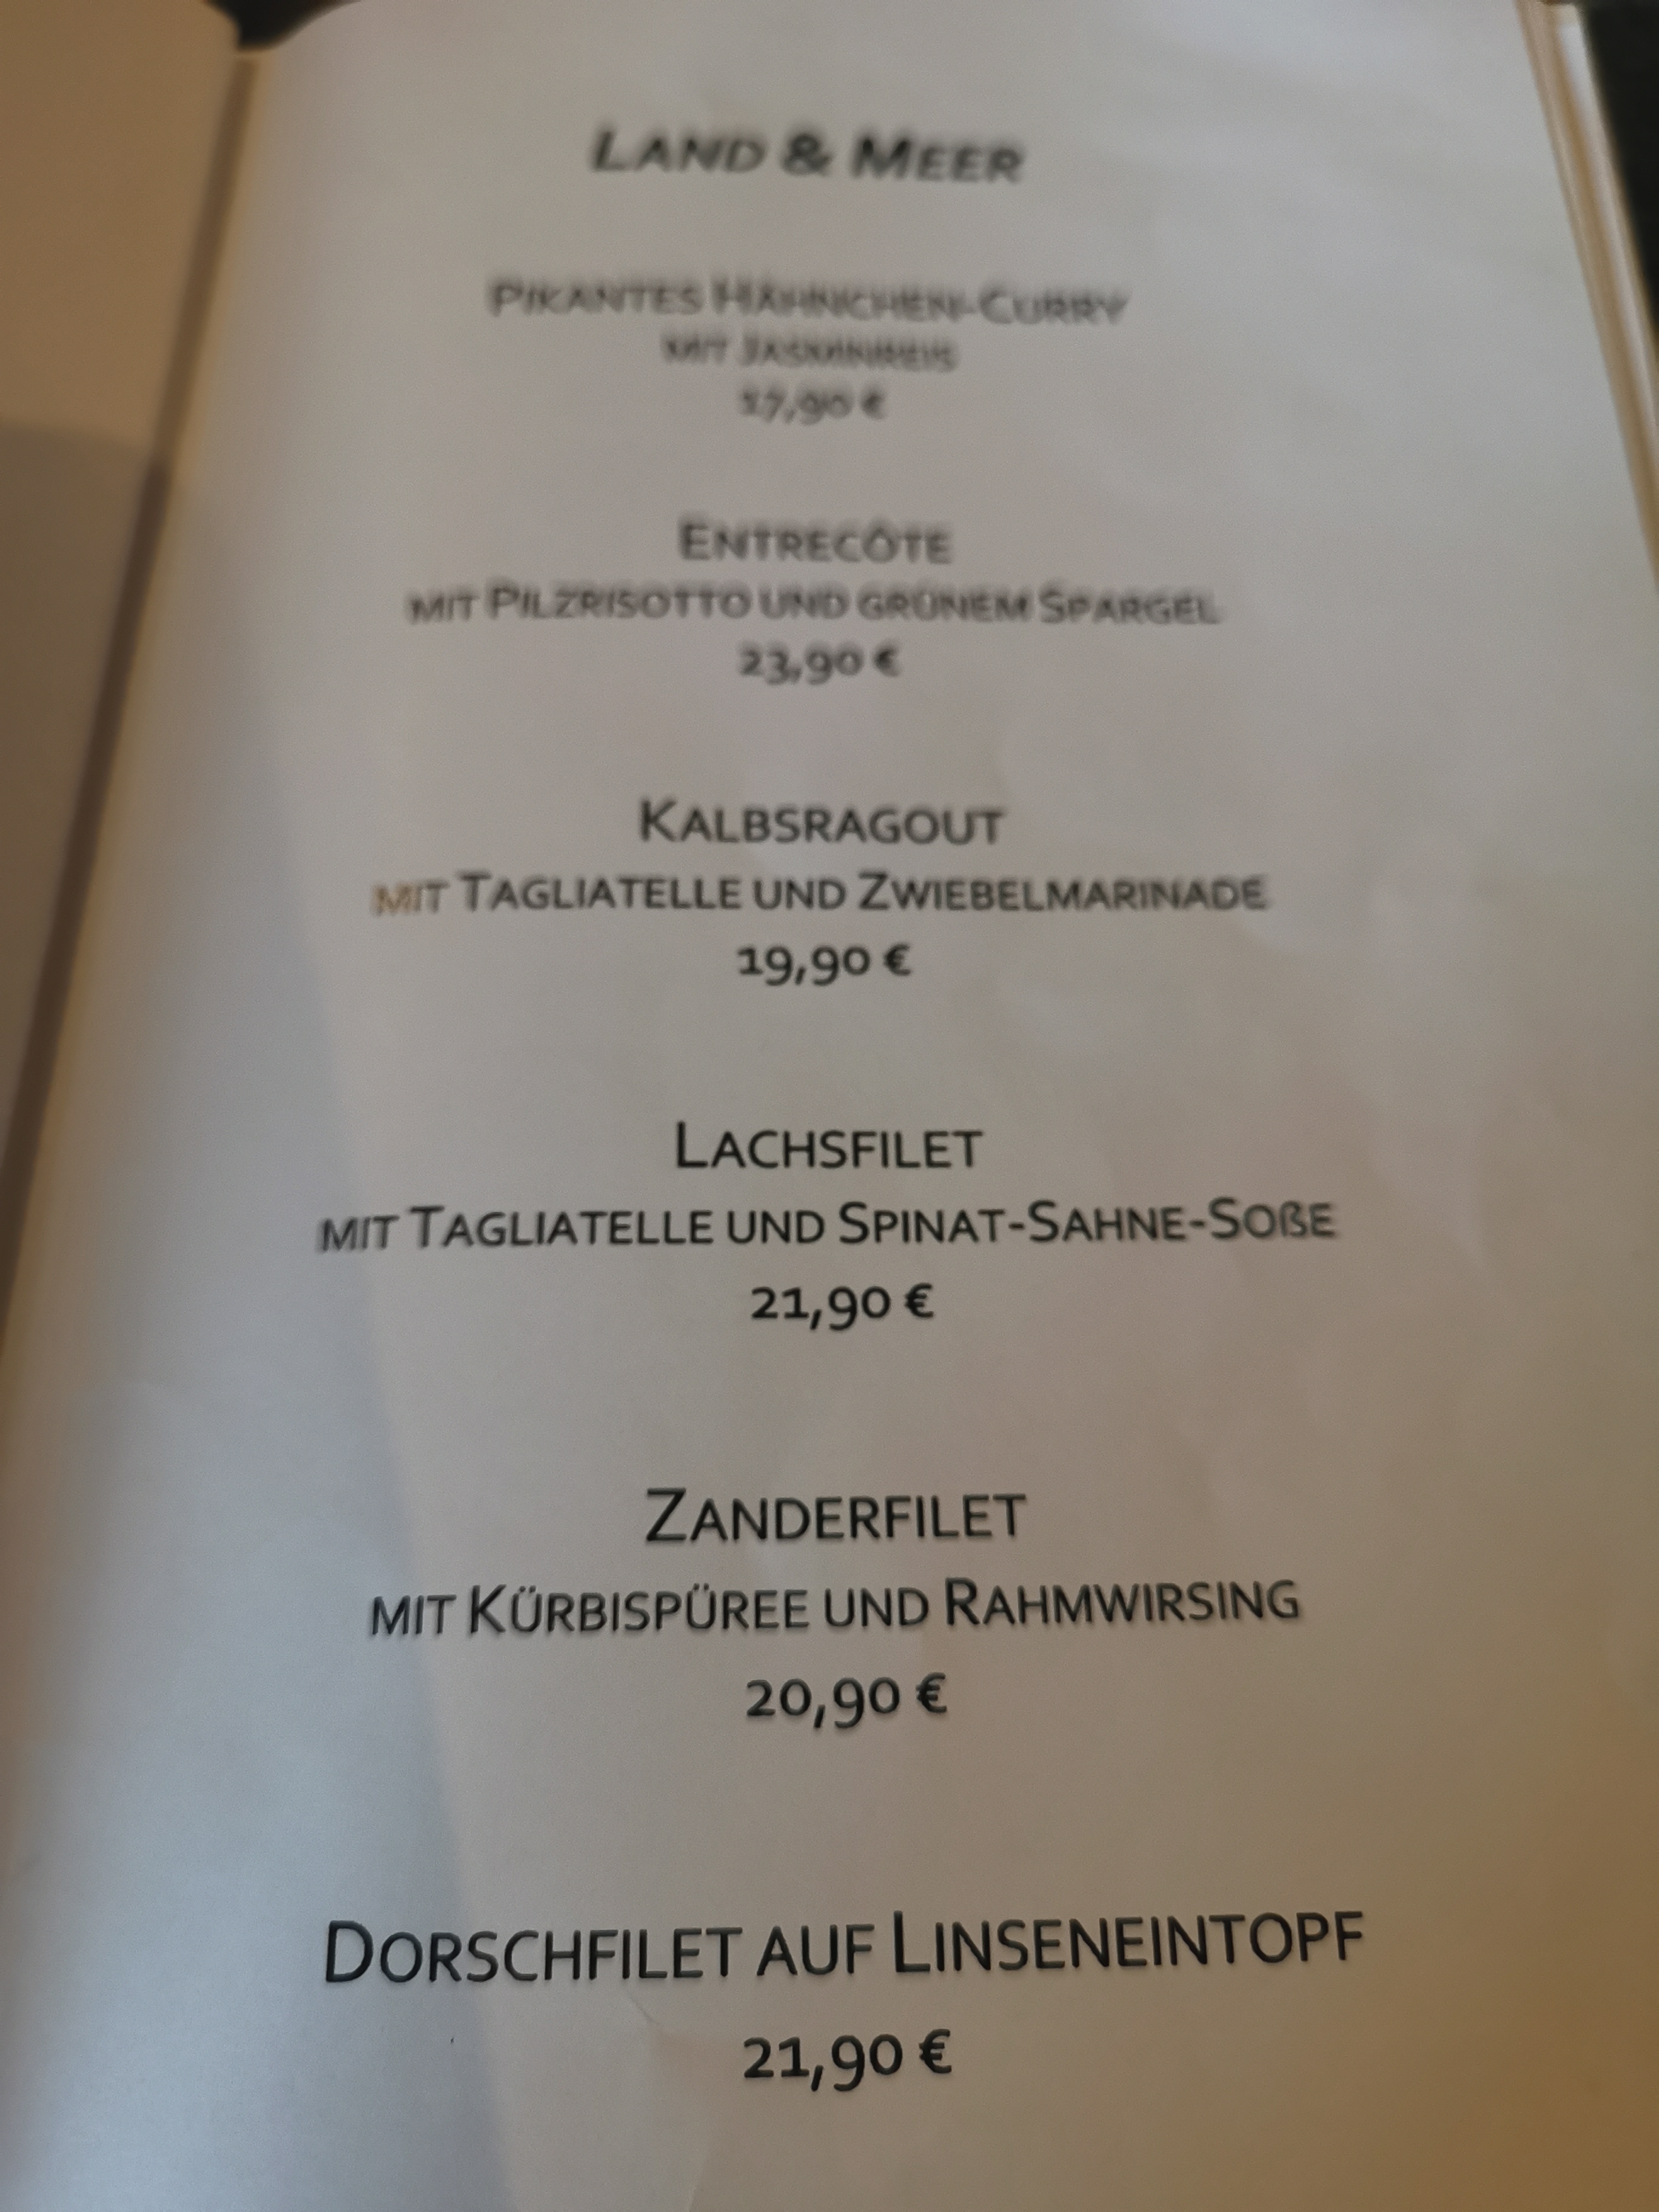 LAND & MEER
PIKANTES HÄHNCHEN-CURRY
MIT JASMINREIS
17,90 €
ENTRECÔTE
MIT PILZRISOTTO UND GRÜNEM SPARGEL
23,90 €
KALBSRAGOUT
MIT TAGLIATELLE UND ZWIEBELMARINADE
19,90 €
LACHSFILET
MIT TAGLIATELLE UND SPINAT-SAHNE-SOßE
21,90 €
ZANDERFILET
MIT KÜRBISPÜREE UND RAHMWIRSING
20,90 €
DORSCHFILET AUF LINSENEINTOPF
21,90 €